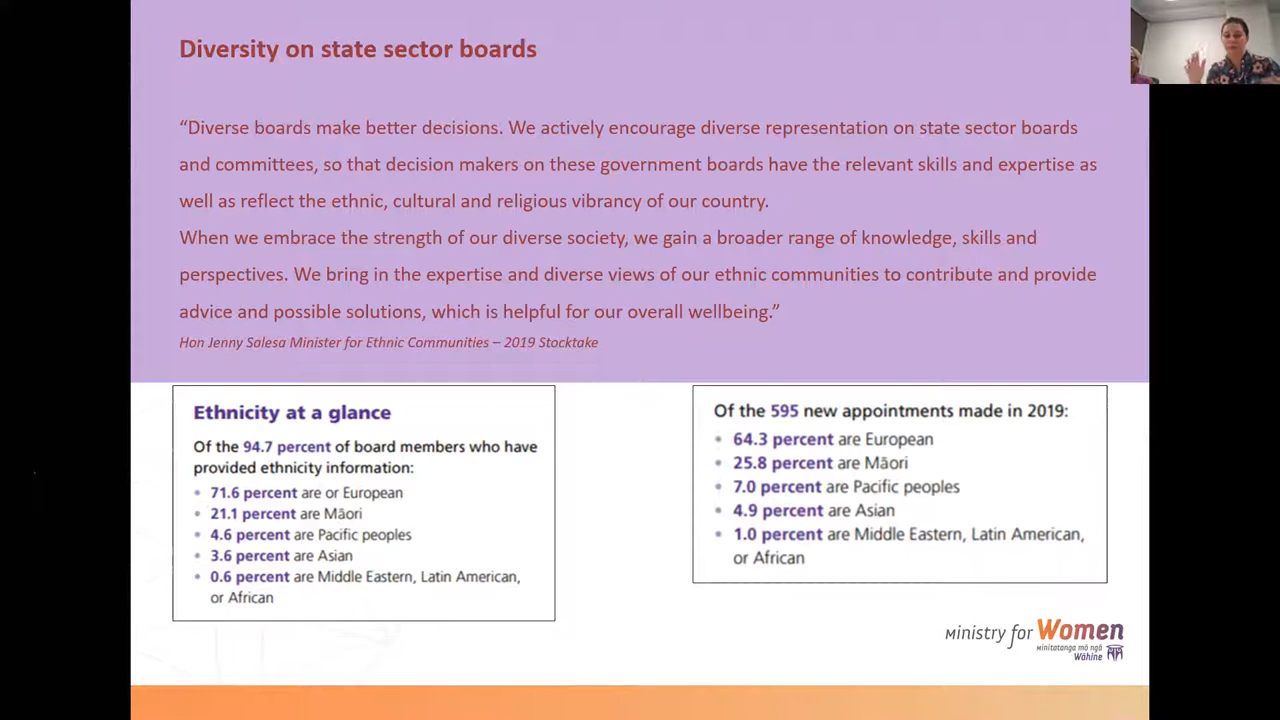 Diversity on state sector boards
“Diverse boards make better decisions. We actively encourage diverse representation on state sector boards
and committees, so that decision makers on these government boards have the relevant skills and expertise as
well as reflect the ethnic, cultural and religious vibrancy of our country.
When we embrace the strength of our diverse society, we gain a broader range of knowledge, skills and
perspectives. We bring in the expertise and diverse views of our ethnic communities to contribute and provide
advice and possible solutions, which is helpful for our overall wellbeing.”
Hon Jenny Salesa Minister for Ethnic Communities – 2019 Stocktake
Ethnicity at a glance
Of the 94.7 percent of board members who have
provided ethnicity information:
• 71.6 percent are or European
• 21.1 percent are Māori
• 4.6 percent are Pacific peoples
• 3.6 percent are Asian
• 0.6 percent are Middle Eastern, Latin American,
or African
Of the 595 new appointments made in 2019:
• 64.3 percent are European
• 25.8 percent are Māori
• 7.0 percent are Pacific peoples
• 4.9 percent are Asian
• 1.0 percent are Middle Eastern, Latin American,
or African
Ministry for Women
Minitatanga mō ngā
Wāhine